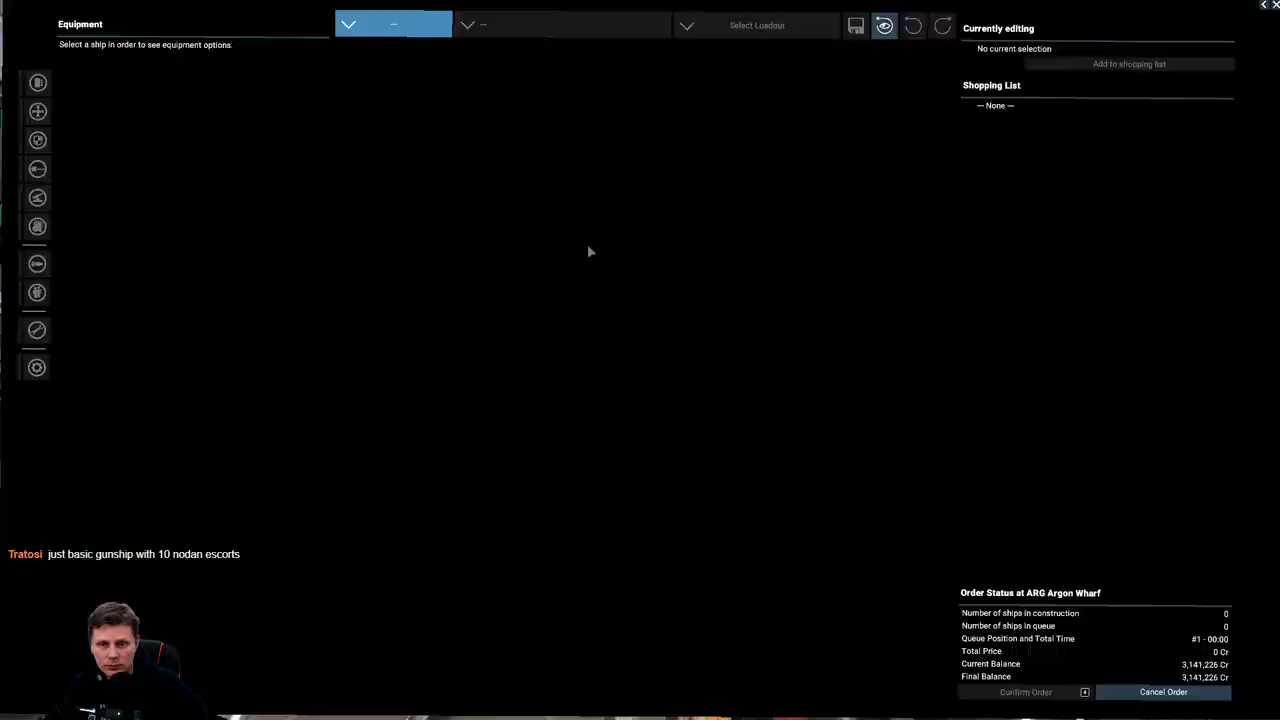 Equipment
Select a ship in order to see equipment options.
—
—
Select Loadout
Currently editing
No current selection
Add to shopping list
Shopping List
— None —
Tratosi just basic gunship with 10 nodan escorts
Order Status at ARG Argon Wharf
Number of ships in construction 0
Number of ships in queue 0
Queue Position and Total Time #1 - 00:00
Total Price 0 Cr
Current Balance 3,141,226 Cr
Final Balance 3,141,226 Cr
Confirm Order 4
Cancel Order